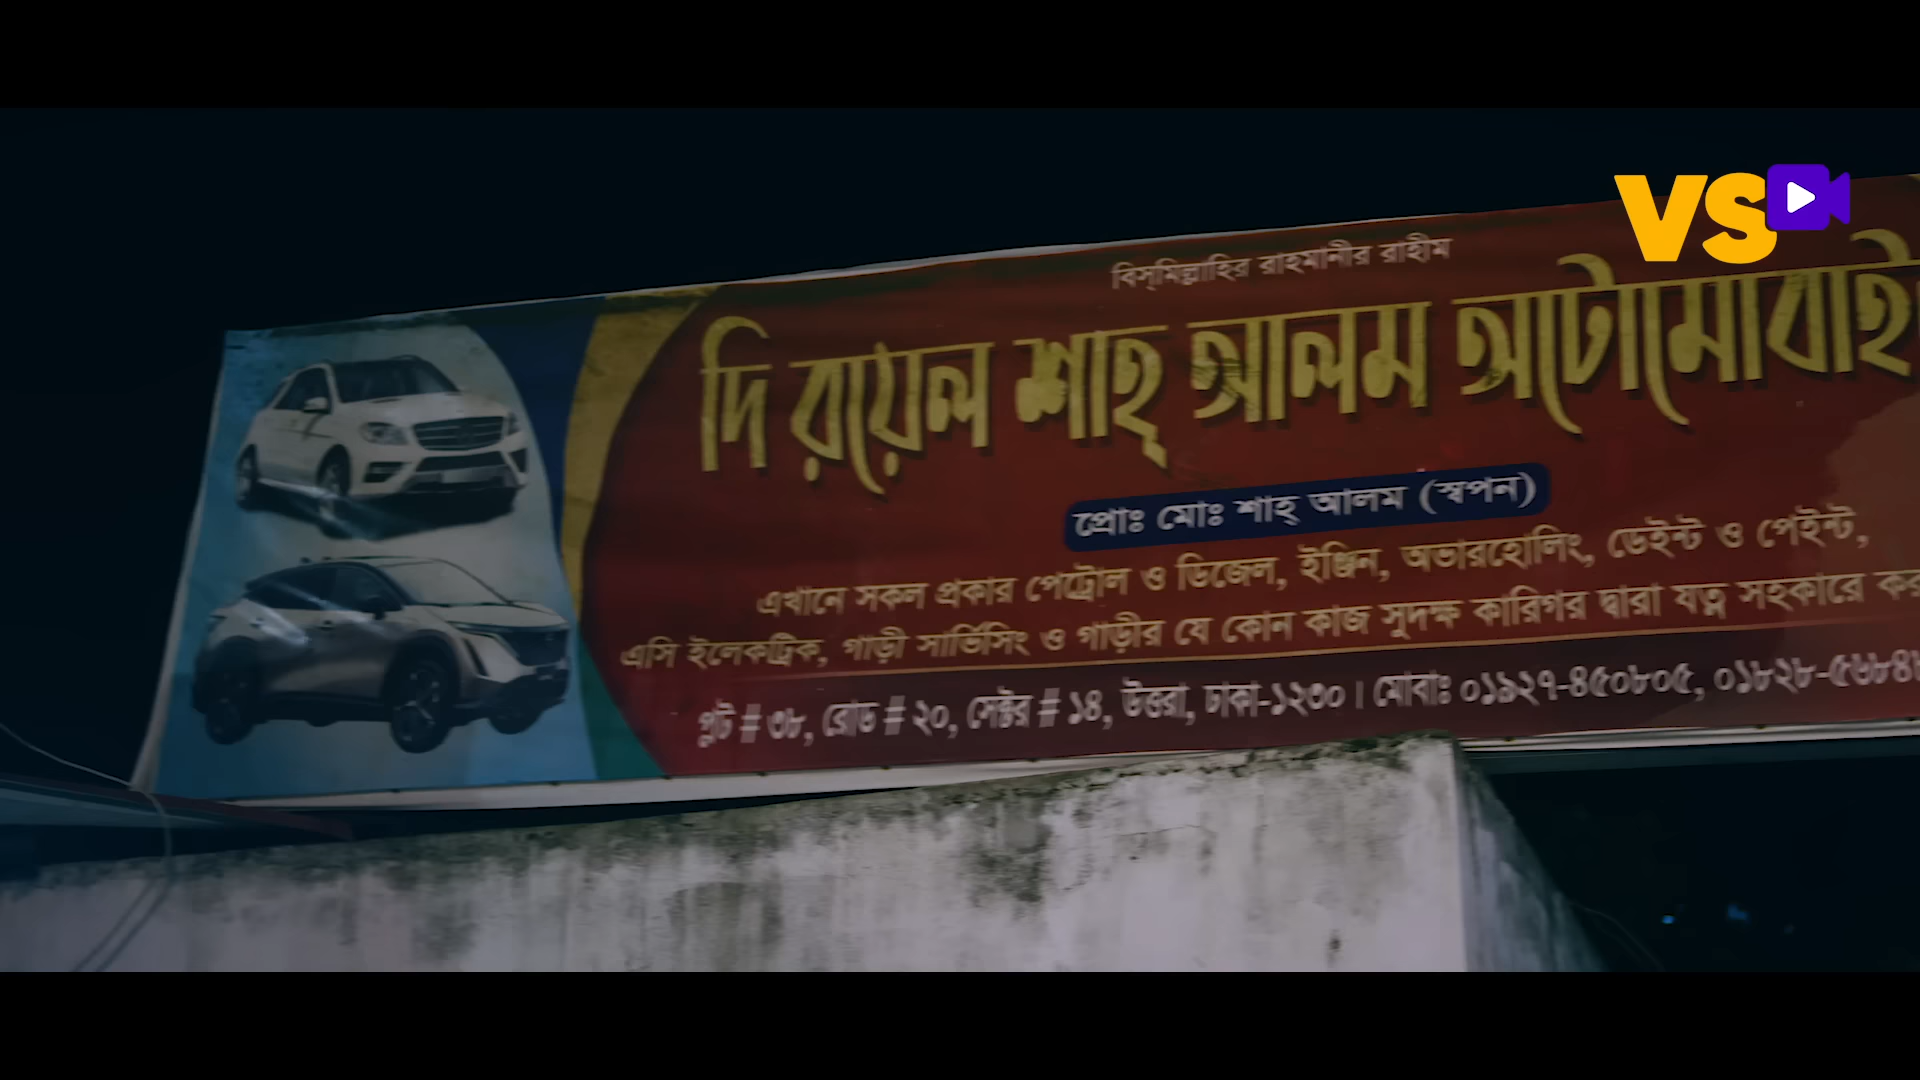 VS
বিস্‌মিল্লাহির রাহমানীর রাহীম
দি রয়েল শাহ্ আলম অটোমোবাই
প্রোঃ মোঃ শাহ্ আলম (স্বপন)
এখানে সকল প্রকার পেট্রোল ও ডিজেল, ইঞ্জিন, অভারহোলিং, ডেইন্ট ও পেইন্ট,
এসি ইলেকট্রিক, গাড়ী সার্ভিসিং ও গাড়ীর যে কোন কাজ সুদক্ষ কারিগর দ্বারা যত্ন সহকারে কর
প্লট # ৩৮, রোড # ২০, সেক্টর # ১৪, উত্তরা, ঢাকা-১২৩০ । মোবাঃ ০১৯২৭-৪৫০৮০৫, ০১৮২৮-৫৬৮৪